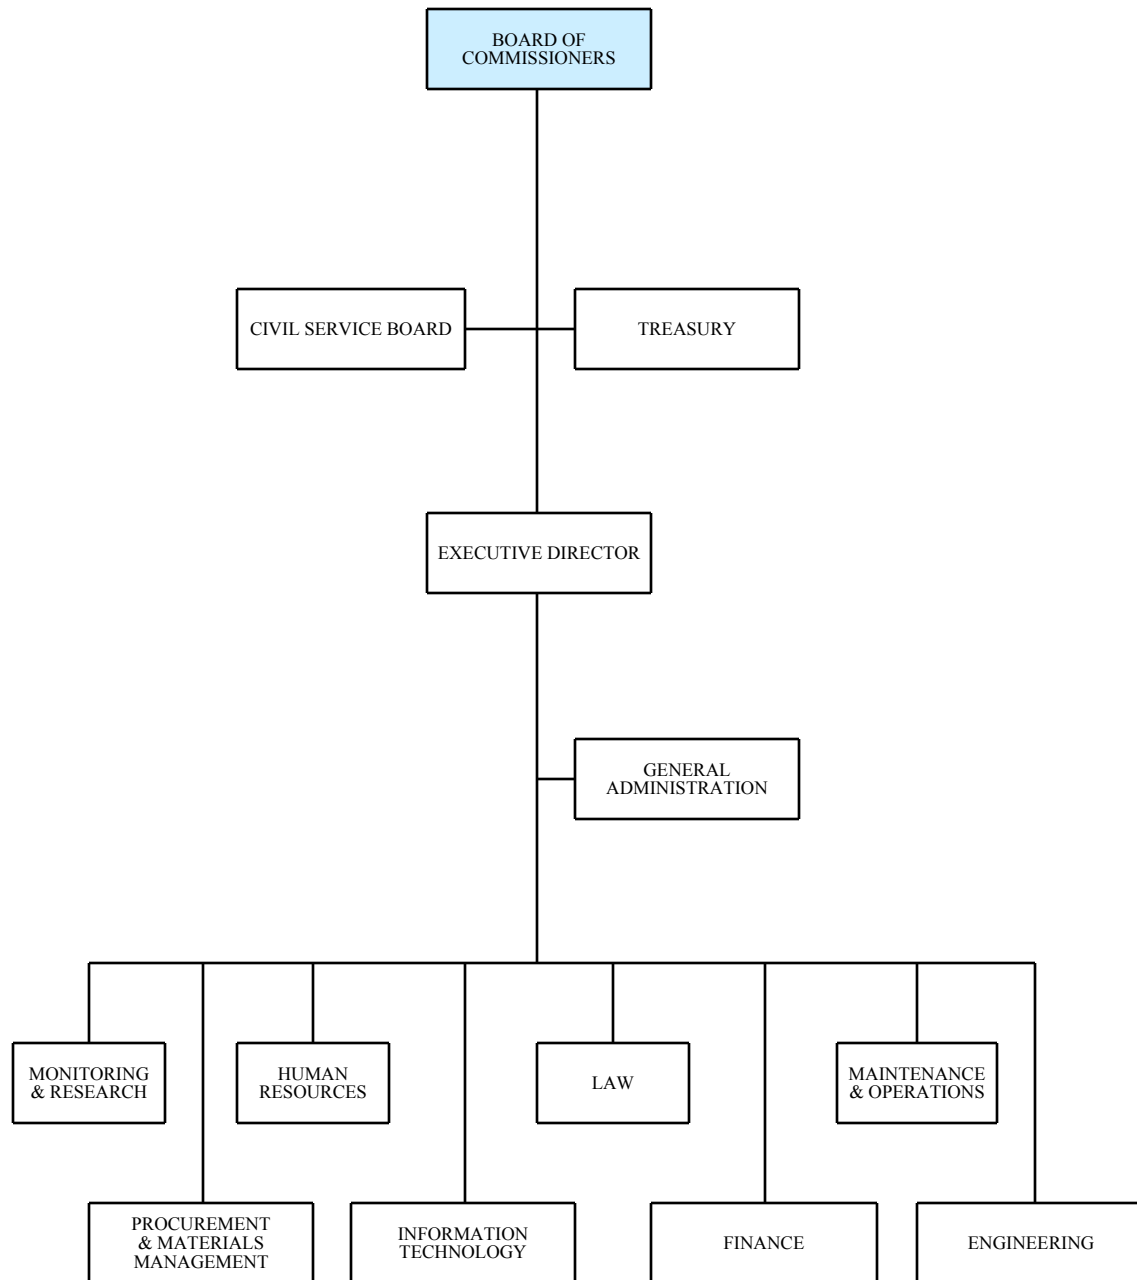 BOARD OF
COMMISSIONERS
CIVIL SERVICE BOARD
TREASURY
EXECUTIVE DIRECTOR
GENERAL
ADMINISTRATION
MONITORING
& RESEARCH
HUMAN
RESOURCES
LAW
MAINTENANCE
& OPERATIONS
PROCUREMENT
& MATERIALS
MANAGEMENT
INFORMATION
TECHNOLOGY
FINANCE
ENGINEERING